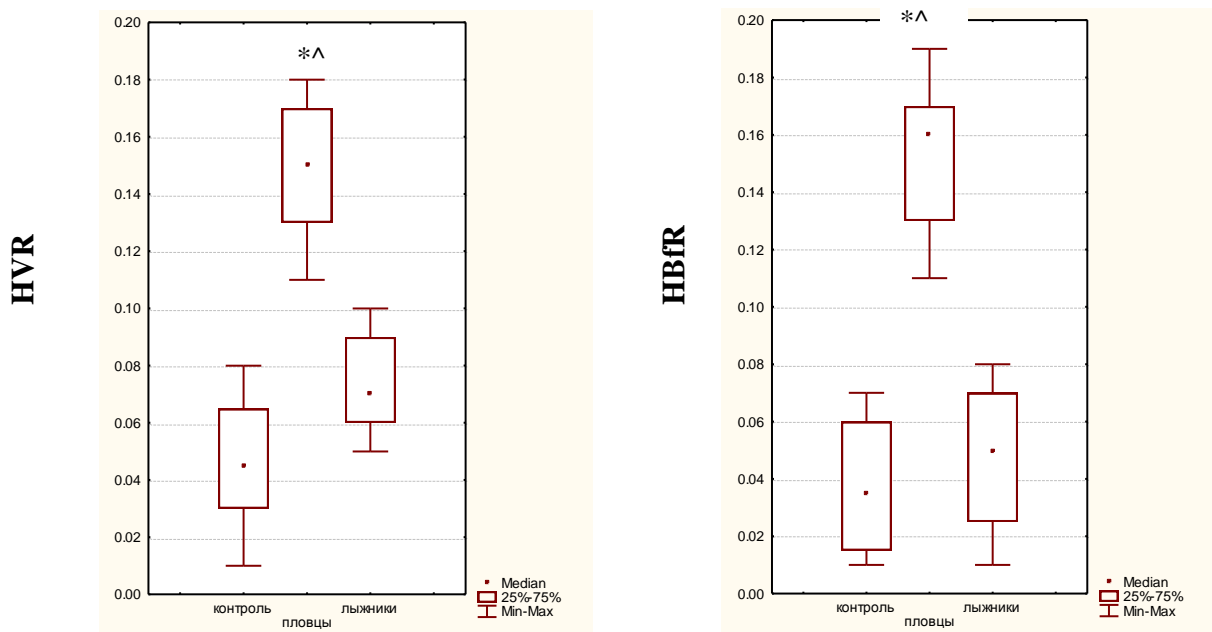 HVR
0.20
0.18
0.16
0.14
0.12
0.10
0.08
0.06
0.04
0.02
0.00
*^
контроль
пловцы
лыжники
Median
25%-75%
Min-Max
HBfR
0.20
0.18
0.16
0.14
0.12
0.10
0.08
0.06
0.04
0.02
0.00
*^
контроль
пловцы
лыжники
Median
25%-75%
Min-Max